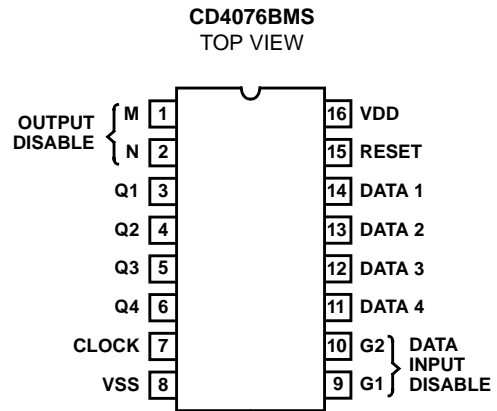 CD4076BMS
TOP VIEW
OUTPUT
DISABLE
M 1
N 2
Q1 3
Q2 4
Q3 5
Q4 6
CLOCK 7
VSS 8
16 VDD
15 RESET
14 DATA 1
13 DATA 2
12 DATA 3
11 DATA 4
10 G2
9 G1
DATA
INPUT
DISABLE